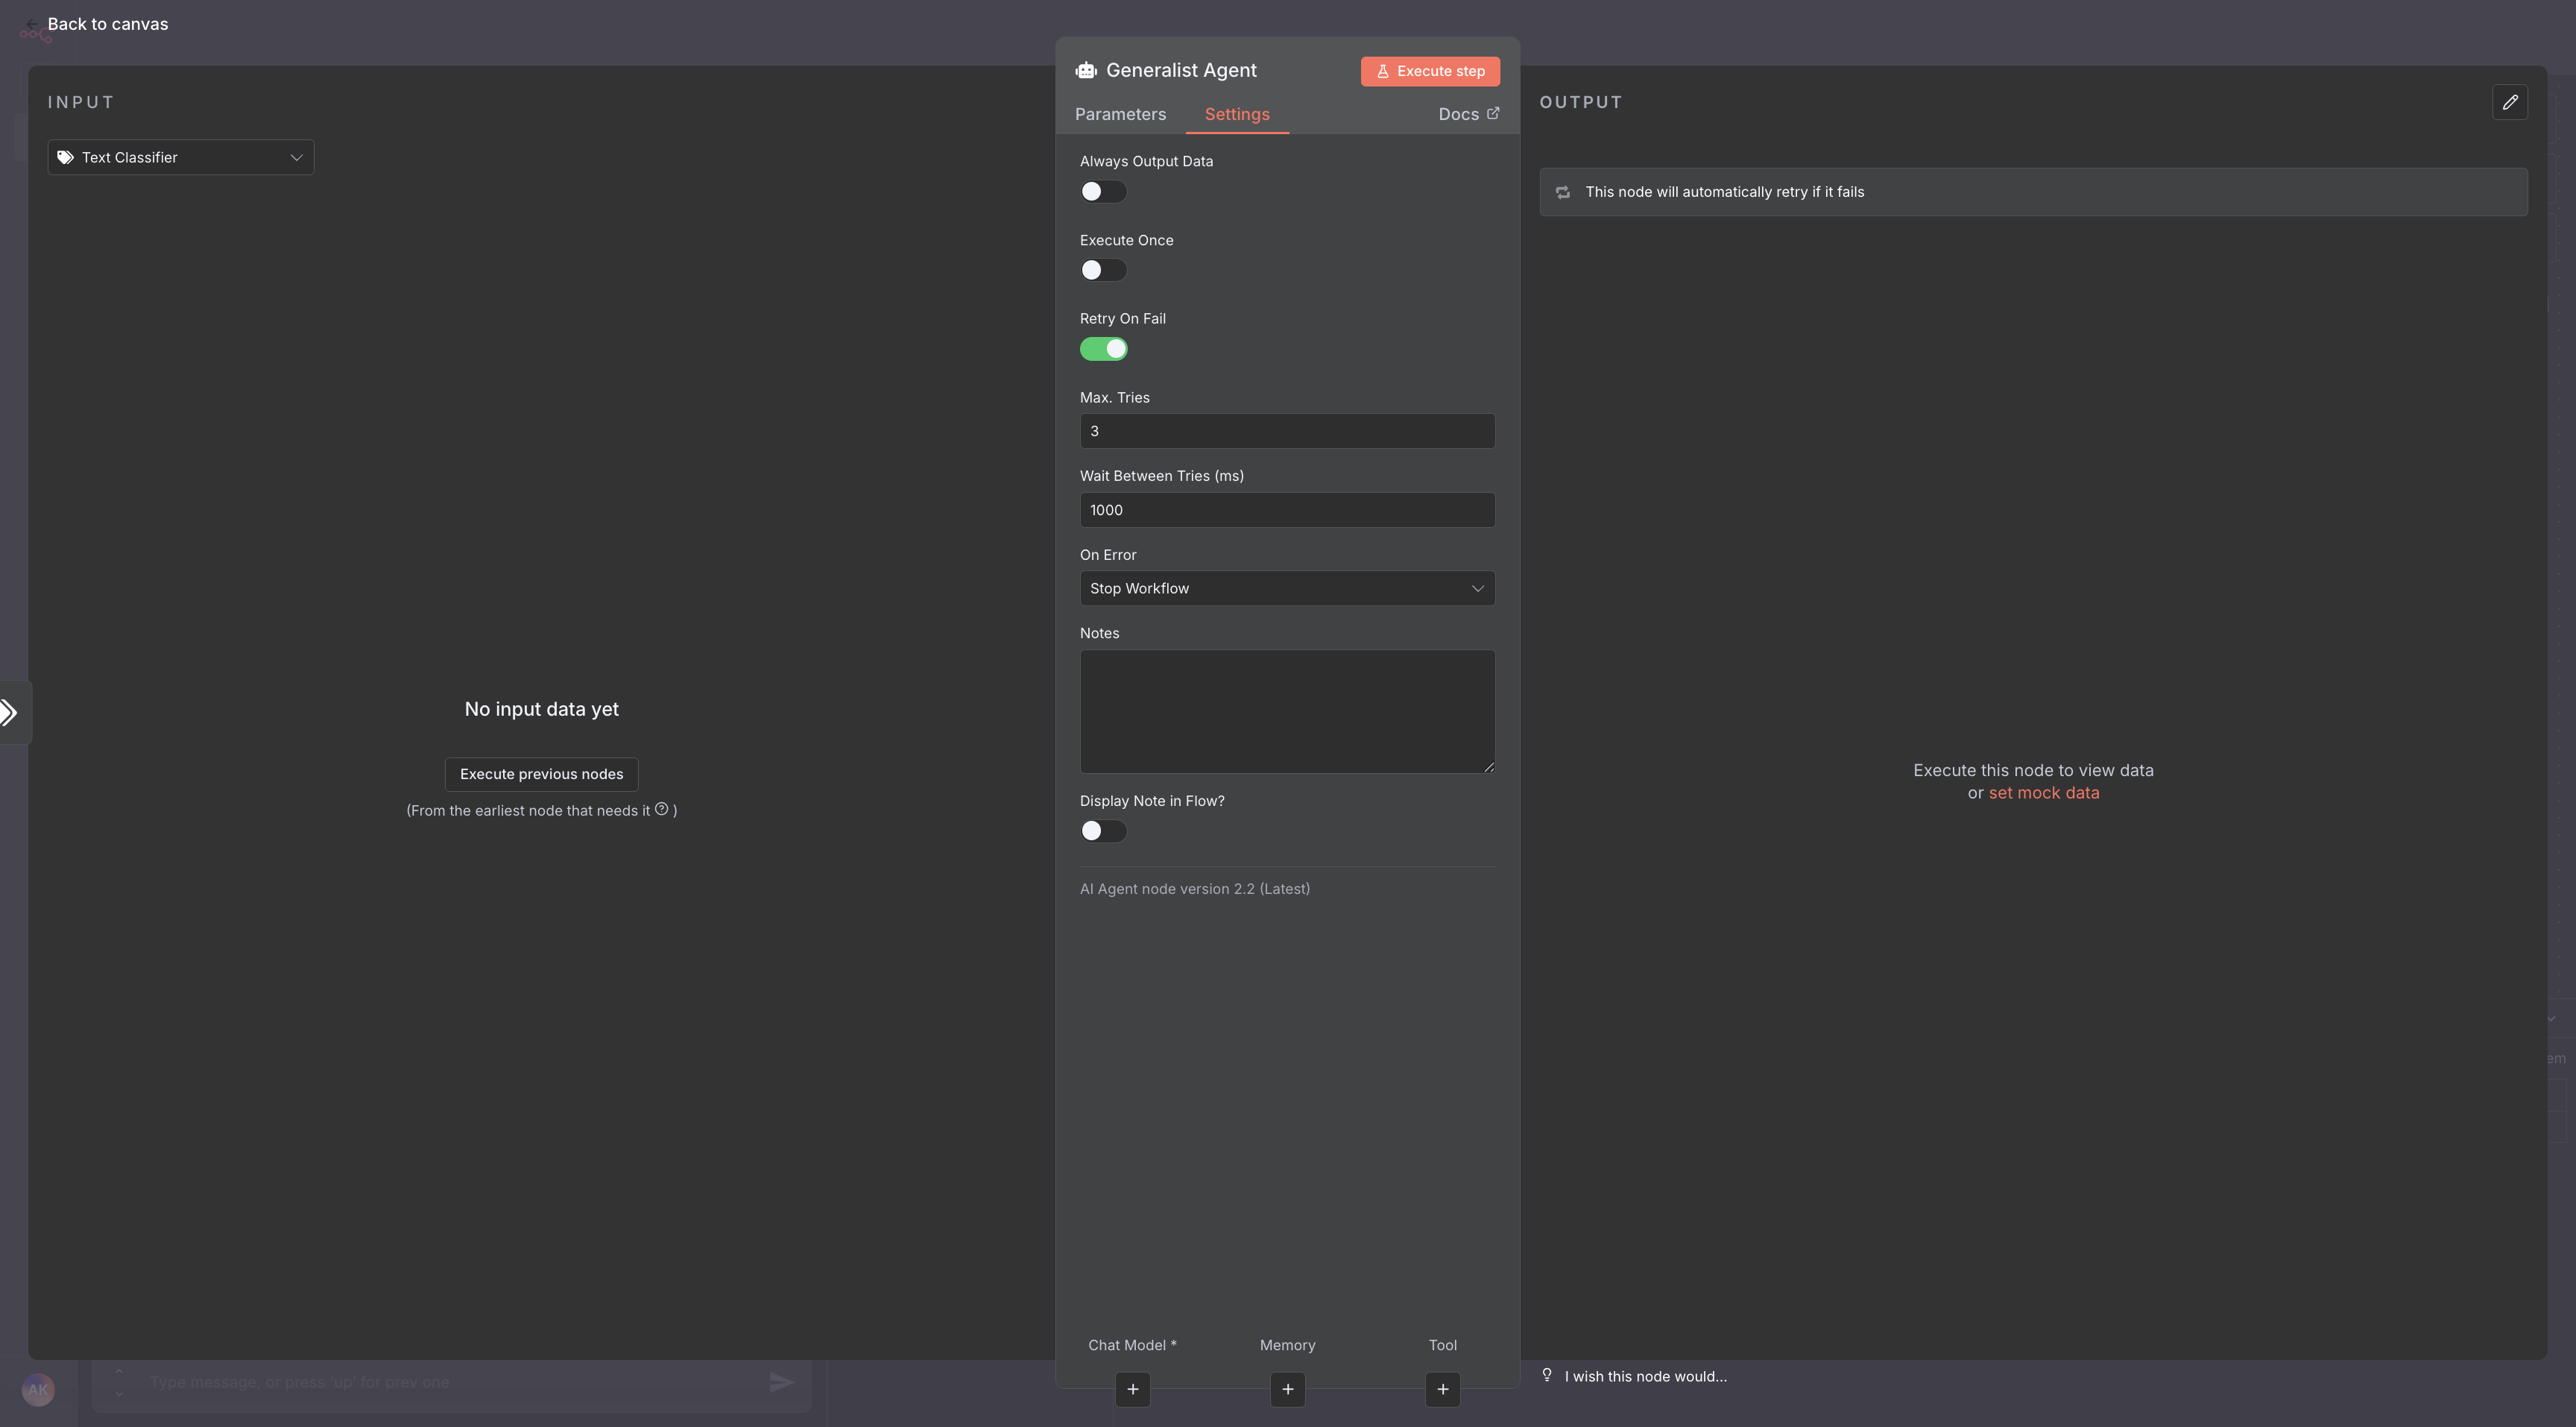 Back to canvas
INPUT
Text Classifier
No input data yet
Execute previous nodes
(From the earliest node that needs it ? )
Generalist Agent
Execute step
Parameters
Settings
Docs
Always Output Data
Execute Once
Retry On Fail
Max. Tries
3
Wait Between Tries (ms)
1000
On Error
Stop Workflow
Notes
Display Note in Flow?
AI Agent node version 2.2 (Latest)
Chat Model *
Memory
Tool
+
+
+
OUTPUT
This node will automatically retry if it fails
Execute this node to view data
or set mock data
I wish this node would...
AK
Type message, or press 'up' for prev one
em